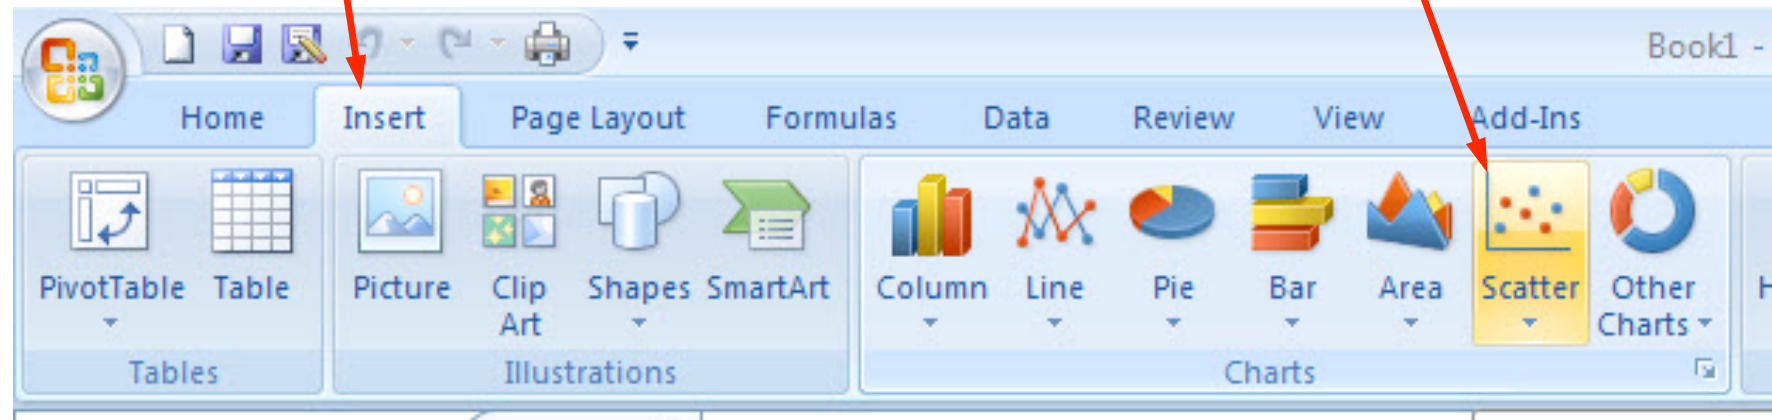 Book1 -
Home Insert Page Layout Formulas Data Review View Add-Ins
PivotTable Table Picture Clip Art Shapes SmartArt Column Line Pie Bar Area Scatter Other Charts
Tables Illustrations Charts